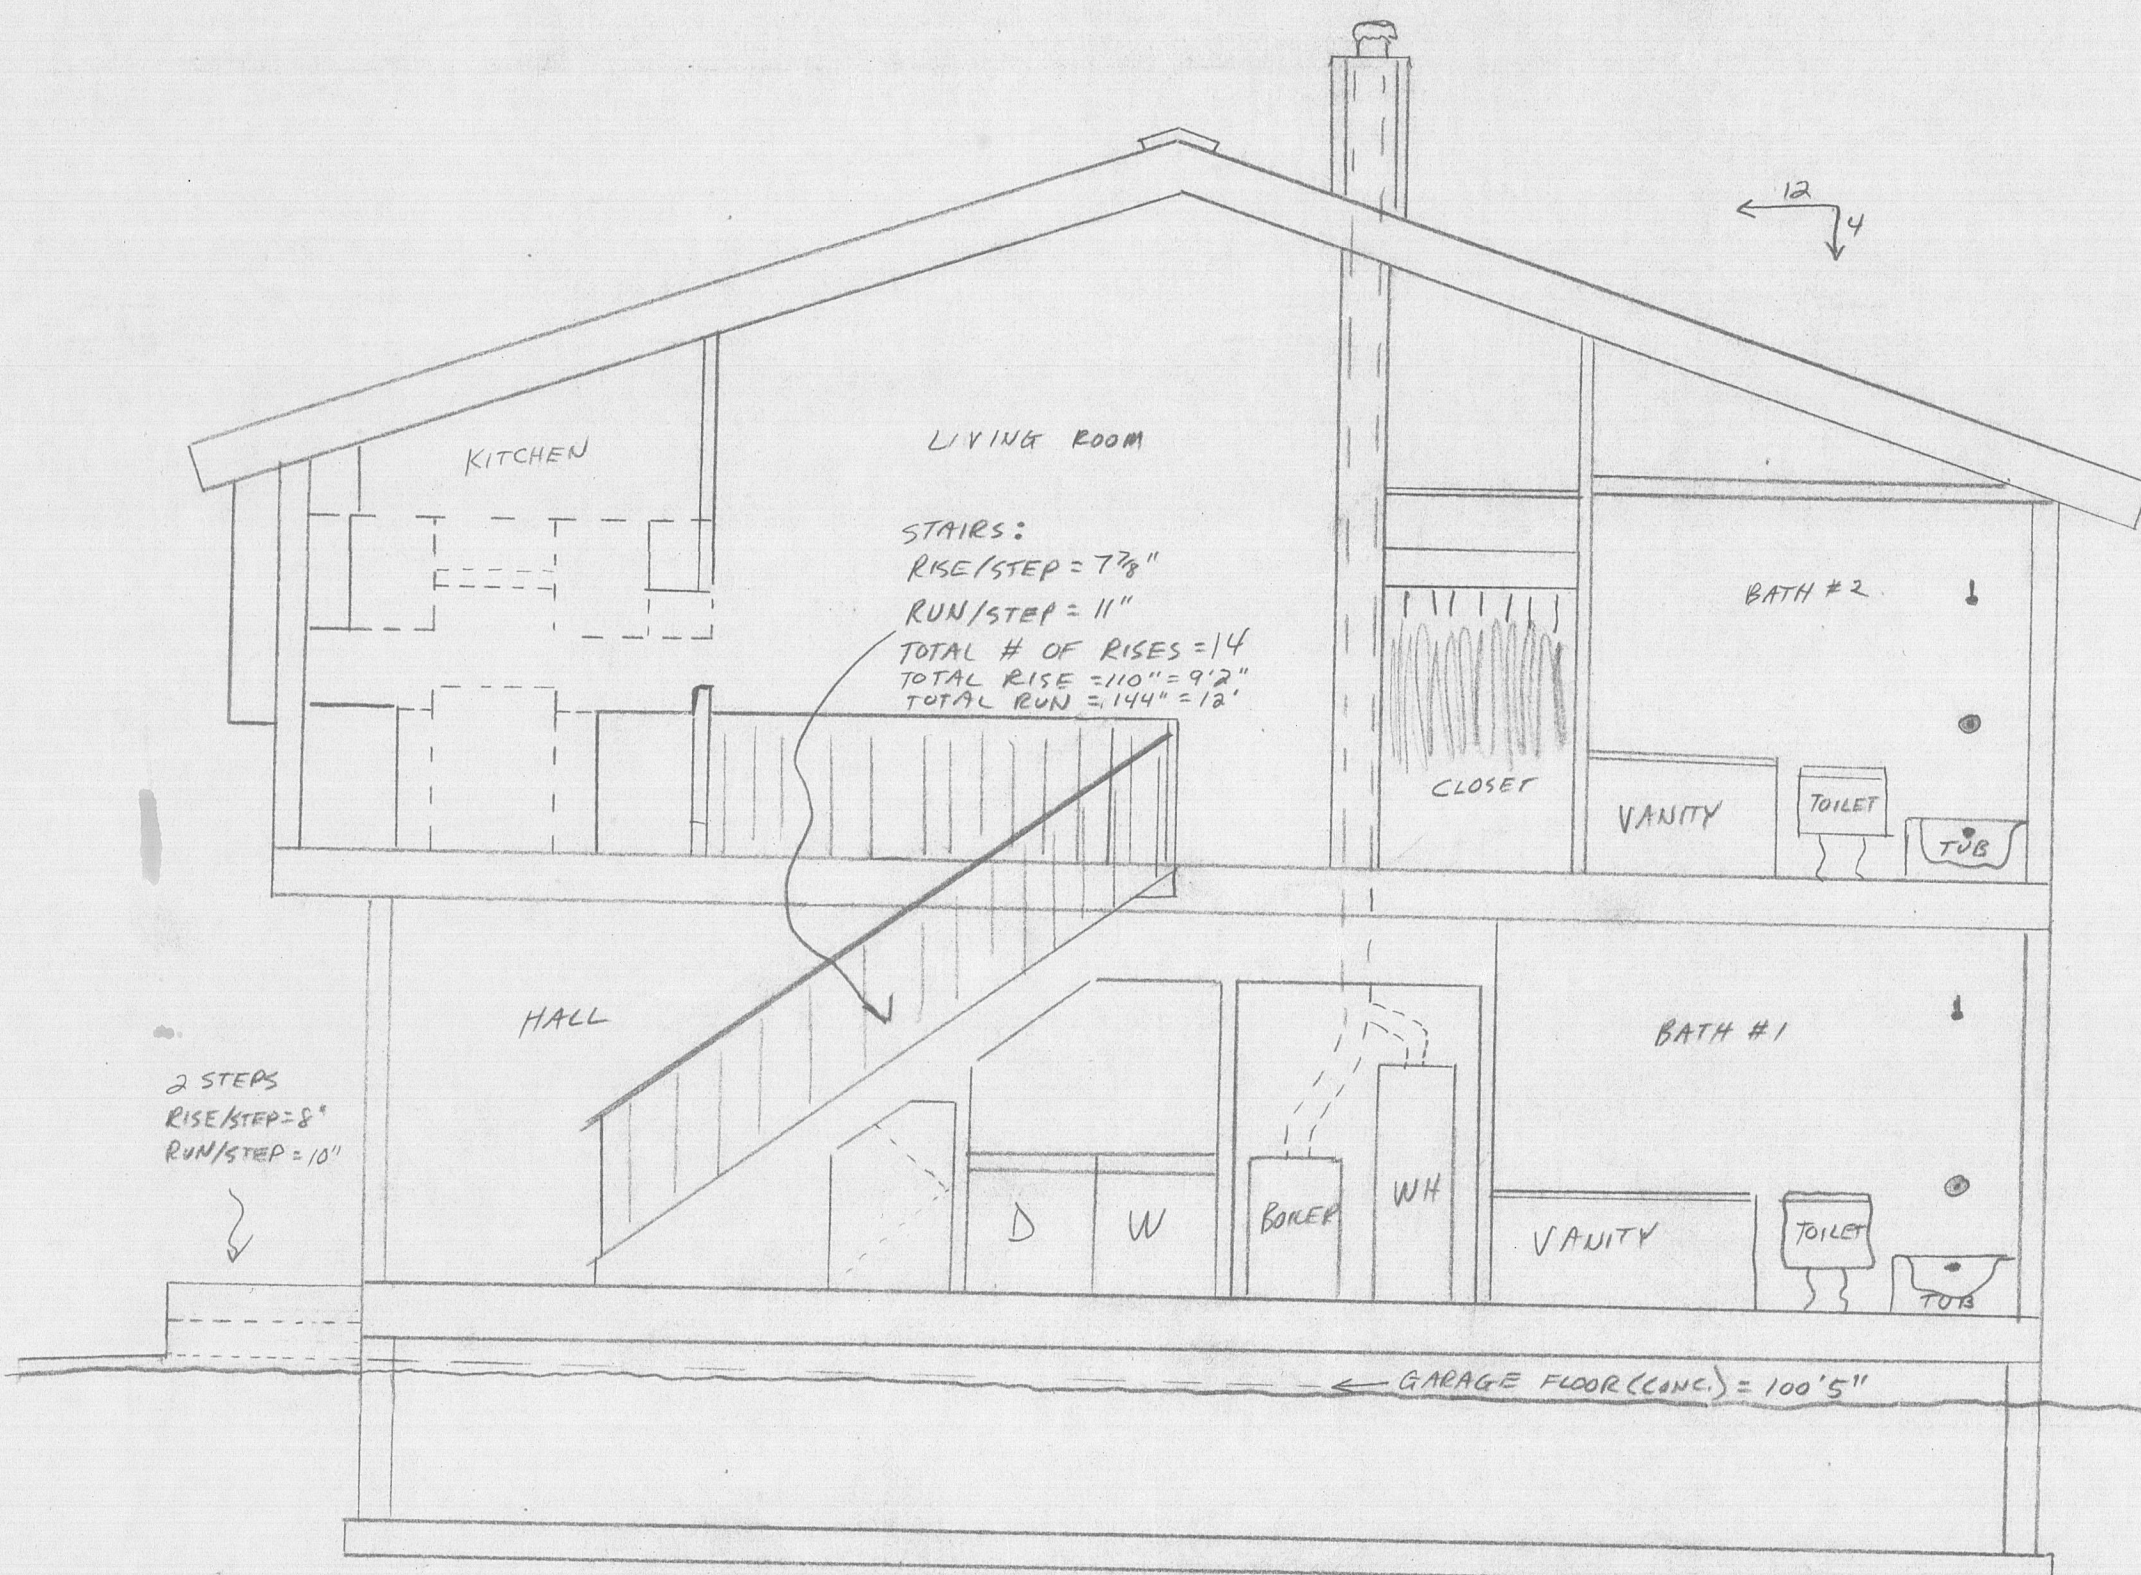 12
4
KITCHEN
LIVING ROOM
STAIRS:
RISE/STEP = 7 7/8"
RUN/STEP = 11"
TOTAL # OF RISES = 14
TOTAL RISE = 110" = 9'2"
TOTAL RUN = 144" = 12'
BATH #2
CLOSET
VANITY
TOILET
TUB
HALL
BATH #1
2 STEPS
RISE/STEP = 8"
RUN/STEP = 10"
D
W
BOILER
WH
VANITY
TOILET
TUB
GARAGE FLOOR (CONC.) = 100'5"